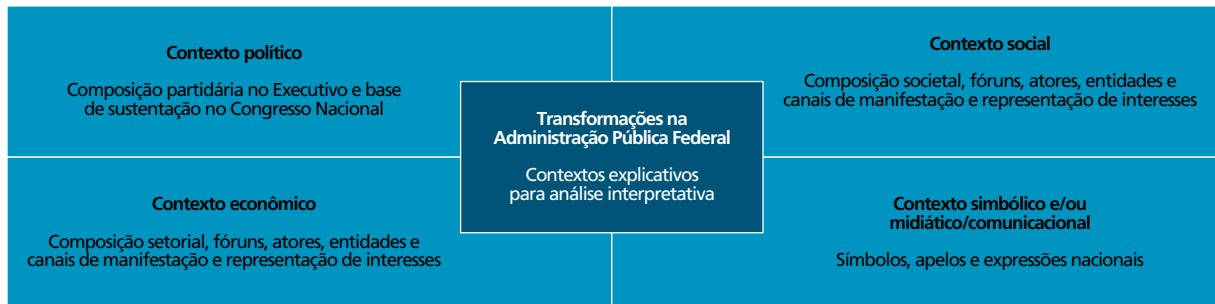 Contexto político
Composição partidária no Executivo e base
de sustentação no Congresso Nacional
Contexto social
Composição societal, fóruns, atores, entidades e
canais de manifestação e representação de interesses
Transformações na
Administração Pública Federal
Contextos explicativos
para análise interpretativa
Contexto econômico
Composição setorial, fóruns, atores, entidades e
canais de manifestação e representação de interesses
Contexto simbólico e/ou
midiático/comunicacional
Símbolos, apelos e expressões nacionais